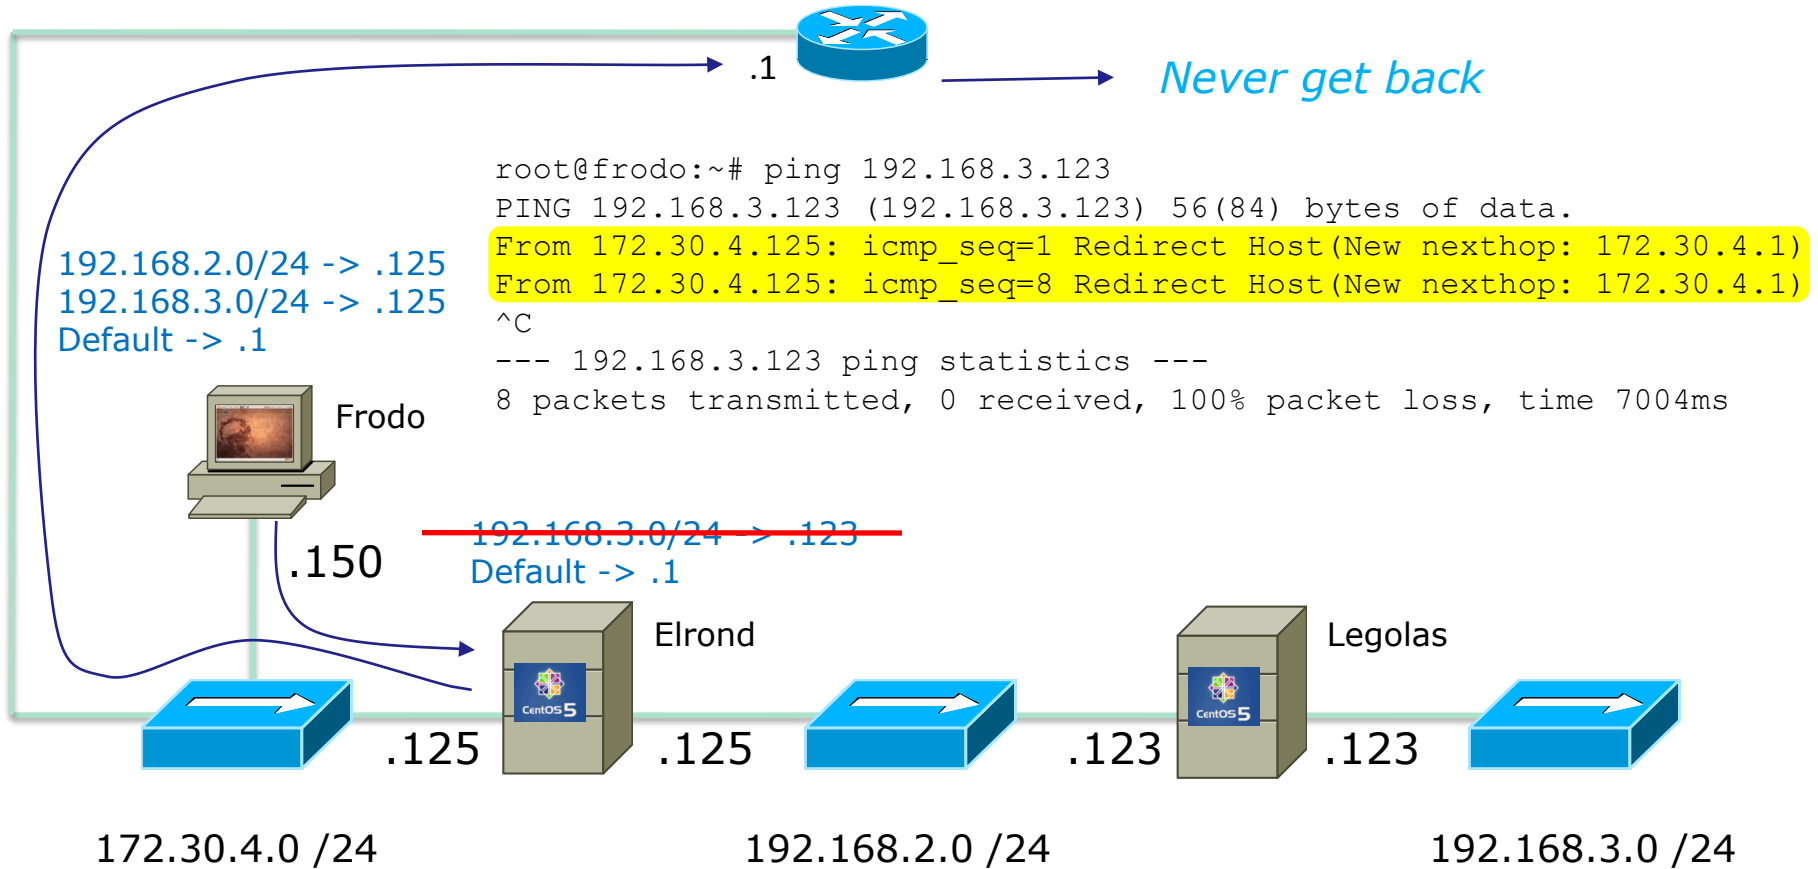 .1
Never get back
root@frodo:~# ping 192.168.3.123
PING 192.168.3.123 (192.168.3.123) 56(84) bytes of data.
From 172.30.4.125: icmp_seq=1 Redirect Host(New nexthop: 172.30.4.1)
From 172.30.4.125: icmp_seq=8 Redirect Host(New nexthop: 172.30.4.1)
^C
--- 192.168.3.123 ping statistics ---
8 packets transmitted, 0 received, 100% packet loss, time 7004ms
192.168.2.0/24 -> .125
192.168.3.0/24 -> .125
Default -> .1
Frodo
.150
192.168.3.0/24 -> .123
Default -> .1
Elrond
Legolas
CentOS 5
CentOS 5
.125
.125
.123
.123
172.30.4.0 /24
192.168.2.0 /24
192.168.3.0 /24